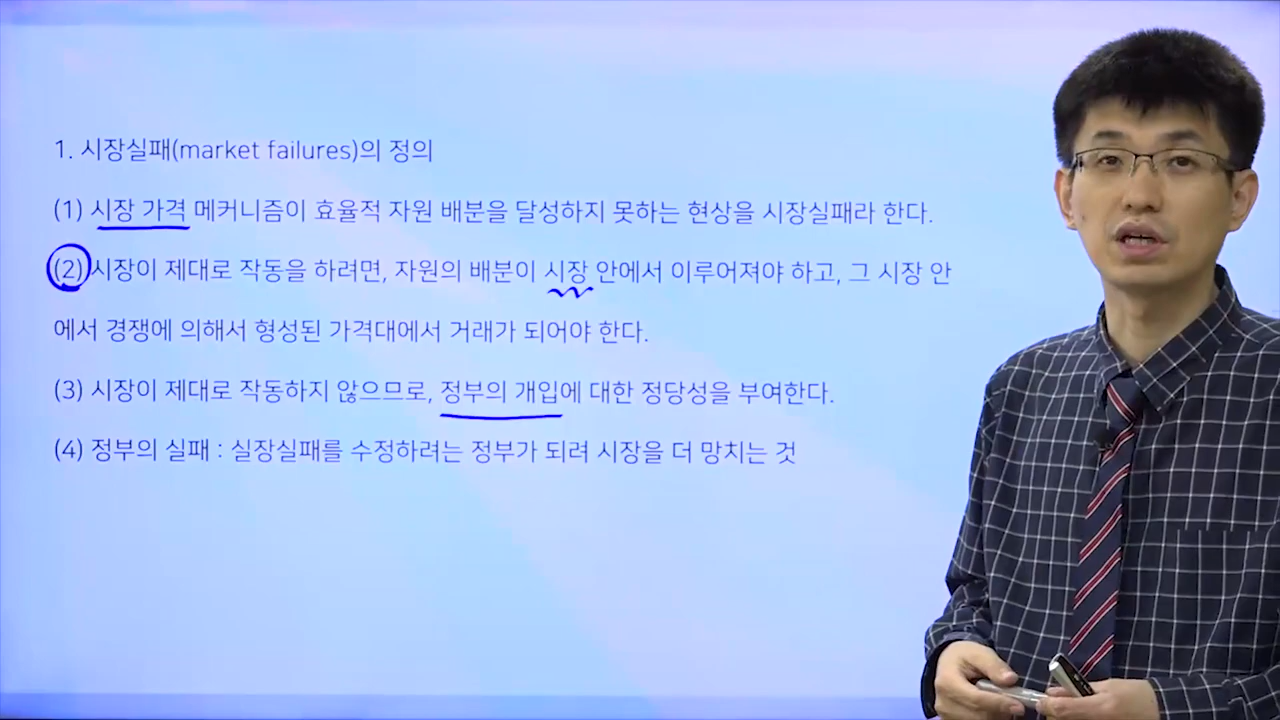 1. 시장실패(market failures)의 정의
(1) 시장 가격 메커니즘이 효율적 자원 배분을 달성하지 못하는 현상을 시장실패라 한다.
(2) 시장이 제대로 작동을 하려면, 자원의 배분이 시장 안에서 이루어져야 하고, 그 시장 안
에서 경쟁에 의해서 형성된 가격대에서 거래가 되어야 한다.
(3) 시장이 제대로 작동하지 않으므로, 정부의 개입에 대한 정당성을 부여한다.
(4) 정부의 실패 : 실장실패를 수정하려는 정부가 되려 시장을 더 망치는 것